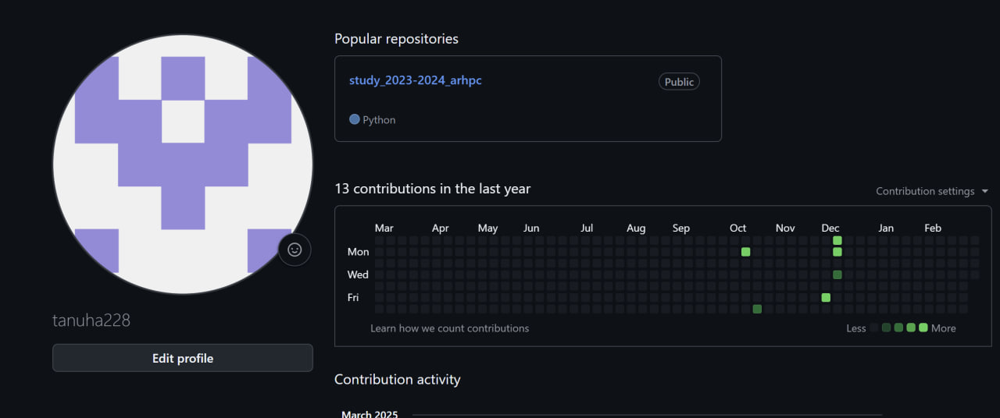 Popular repositories
study_2023-2024_arhpc Public
Python
13 contributions in the last year
Contribution settings
Mar Apr May Jun Jul Aug Sep Oct Nov Dec Jan Feb
Mon
Wed
Fri
Learn how we count contributions
Less More
tanuha228
Edit profile
Contribution activity
March 2025